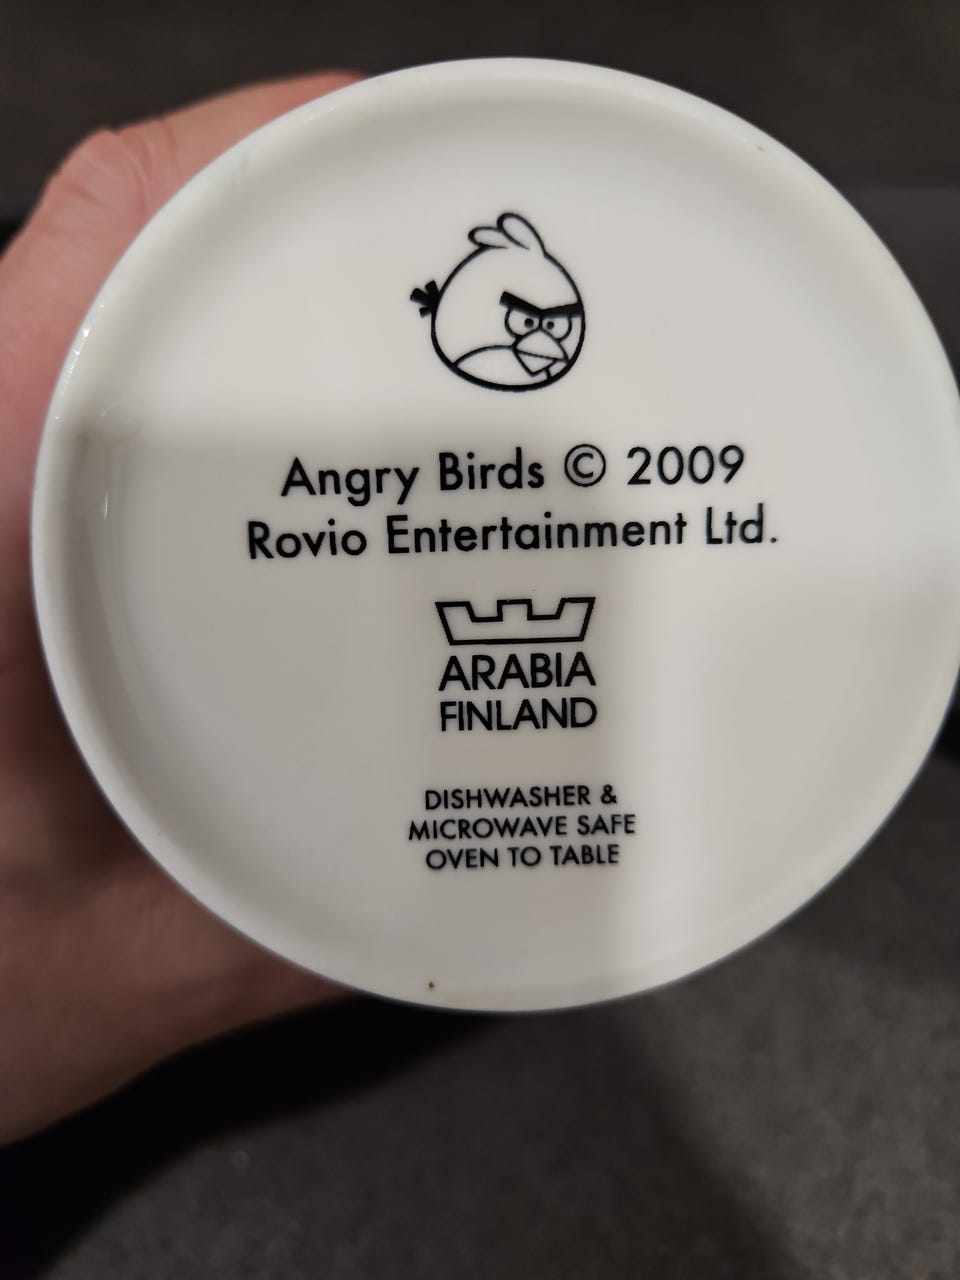 Angry Birds © 2009
Rovio Entertainment Ltd.
ARABIA
FINLAND
DISHWASHER &
MICROWAVE SAFE
OVEN TO TABLE